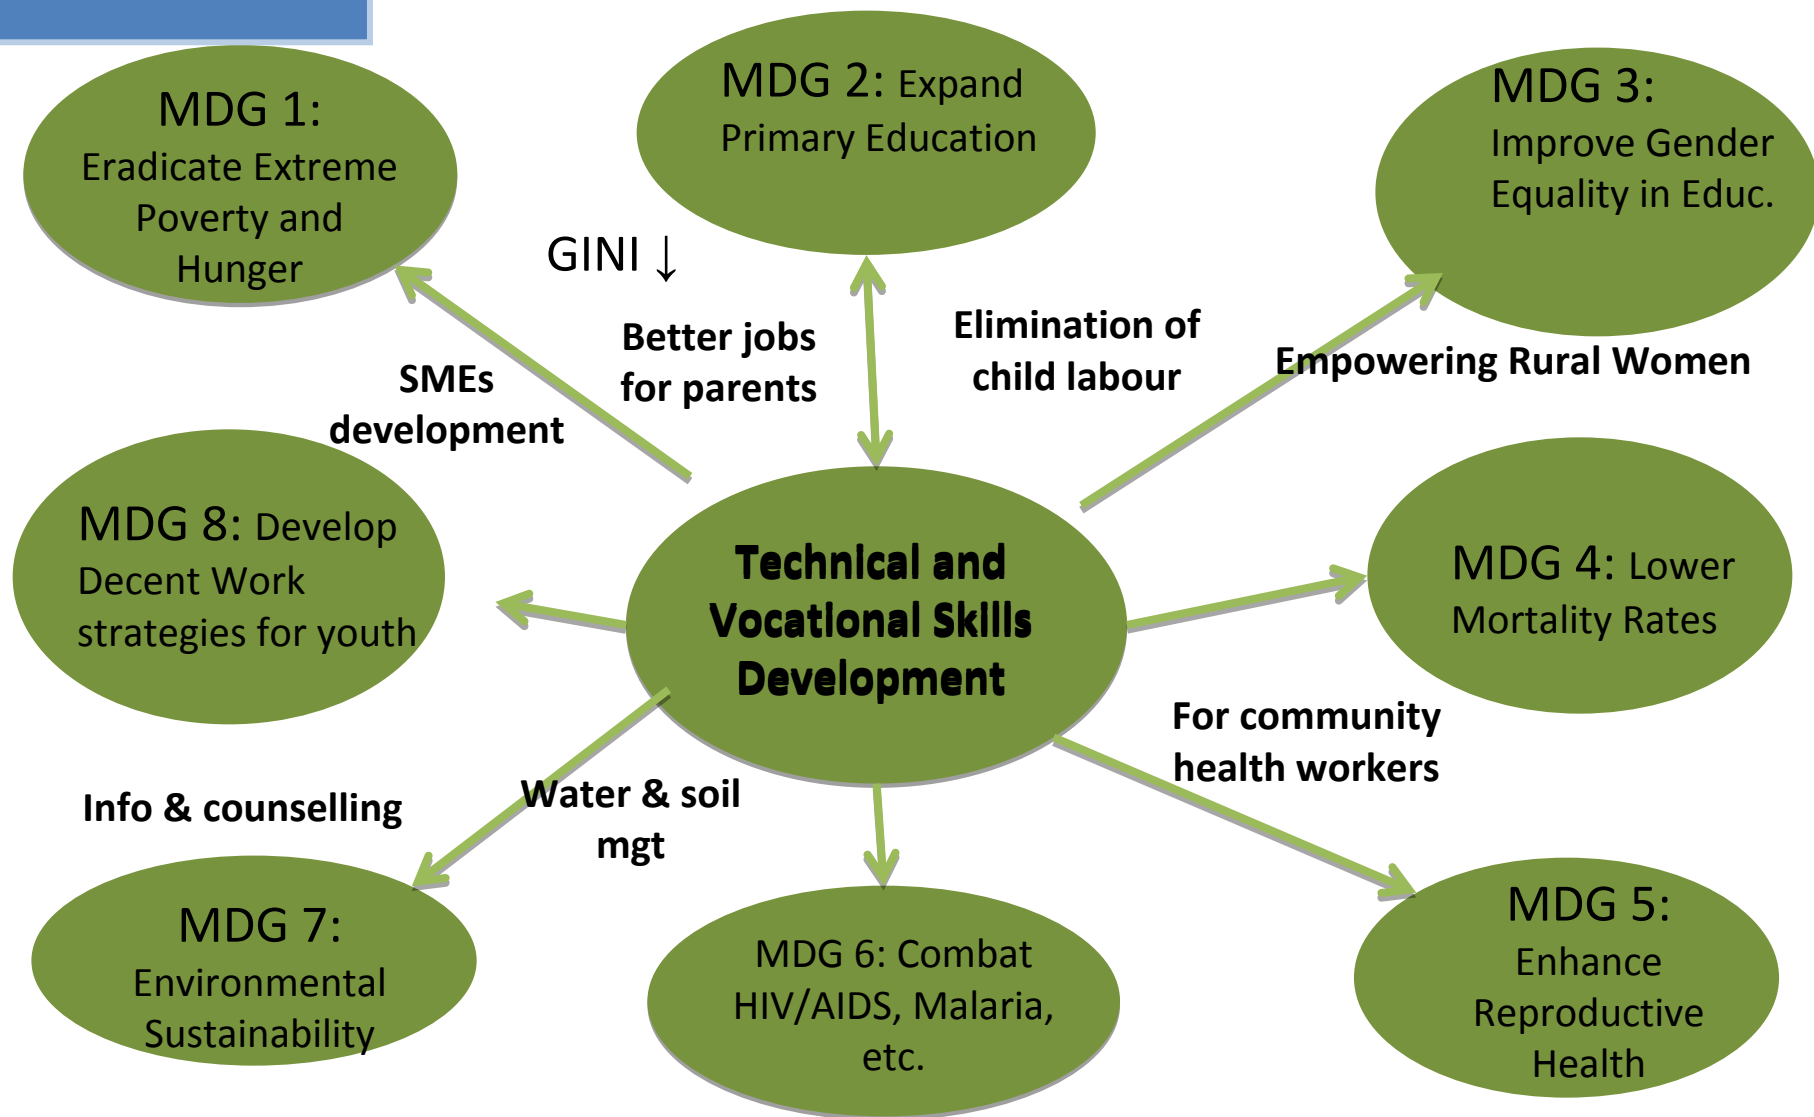 MDG 1:
Eradicate Extreme
Poverty and
Hunger
MDG 2: Expand
Primary Education
MDG 3:
Improve Gender
Equality in Educ.
GINI ↓
SMEs
development
Better jobs
for parents
Elimination of
child labour
Empowering Rural Women
MDG 8: Develop
Decent Work
strategies for youth
Technical and
Vocational Skills
Development
MDG 4: Lower
Mortality Rates
Info & counselling
Water & soil
mgt
For community
health workers
MDG 7:
Environmental
Sustainability
MDG 6: Combat
HIV/AIDS, Malaria,
etc.
MDG 5:
Enhance
Reproductive
Health